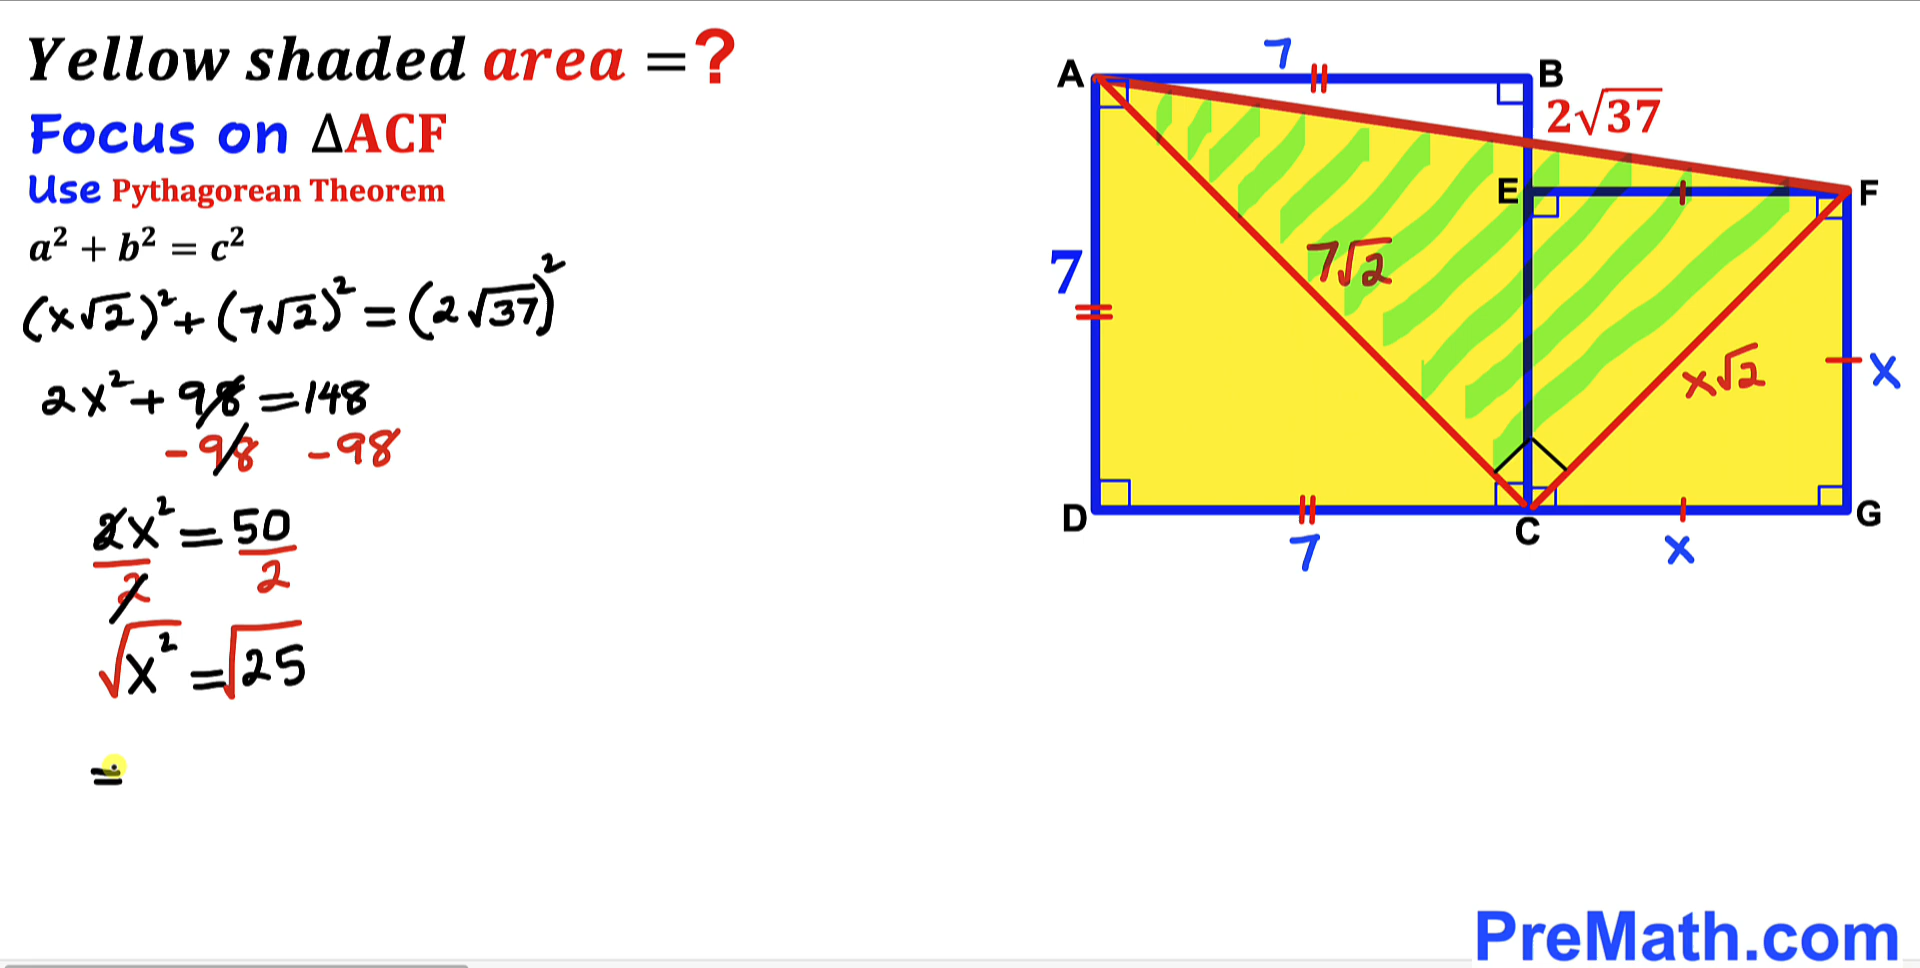 Yellow shaded area = ?
Focus on ΔACF
Use Pythagorean Theorem
a² + b² = c²
(x√2)² + (7√2)² = (2√37)²
2x² + 98 = 148
-98 -98
2x² = 50
2 2
√x² = √25
=
7
A
B
2√37
E
F
7√2
7
x√2
x
D
C
G
7
x
PreMath.com